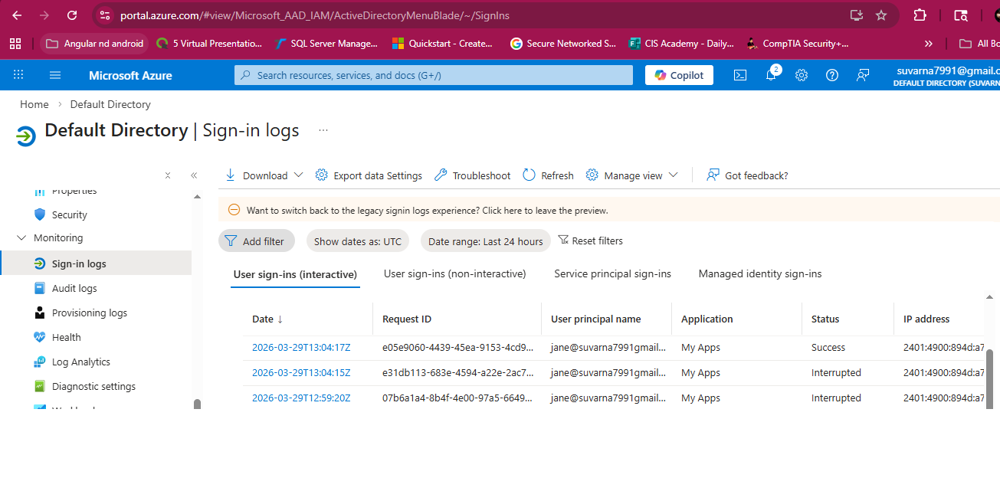 portal.azure.com/#view/Microsoft_AAD_IAM/ActiveDirectoryMenuBlade/~/SignIns
Angular nd android 5 Virtual Presentatio... SQL Server Manage... Quickstart - Create... Secure Networked S... CIS Academy - Daily... CompTIA Security+... » All Bo
Microsoft Azure Search resources, services, and docs (G+/) Copilot 2 suvarna7991@gmail.c
DEFAULT DIRECTORY (SUVARN
Home > Default Directory
Default Directory | Sign-in logs ...
Download Export data Settings Troubleshoot Refresh Manage view Got feedback?
Properties
Want to switch back to the legacy signin logs experience? Click here to leave the preview.
Security
Monitoring
Add filter Show dates as: UTC Date range: Last 24 hours Reset filters
Sign-in logs
User sign-ins (interactive) User sign-ins (non-interactive) Service principal sign-ins Managed identity sign-ins
Audit logs
Provisioning logs
Health
Log Analytics
Diagnostic settings
Date ↓ Request ID User principal name Application Status IP address
2026-03-29T13:04:17Z e05e9060-4439-45ea-9153-4cd9... jane@suvarna7991gmail... My Apps Success 2401:4900:894d:a7
2026-03-29T13:04:15Z e31db113-683e-4594-a22e-2ac7... jane@suvarna7991gmail... My Apps Interrupted 2401:4900:894d:a7
2026-03-29T12:59:20Z 07b6a1a4-8b4f-4e00-97a5-6649... jane@suvarna7991gmail... My Apps Interrupted 2401:4900:894d:a7